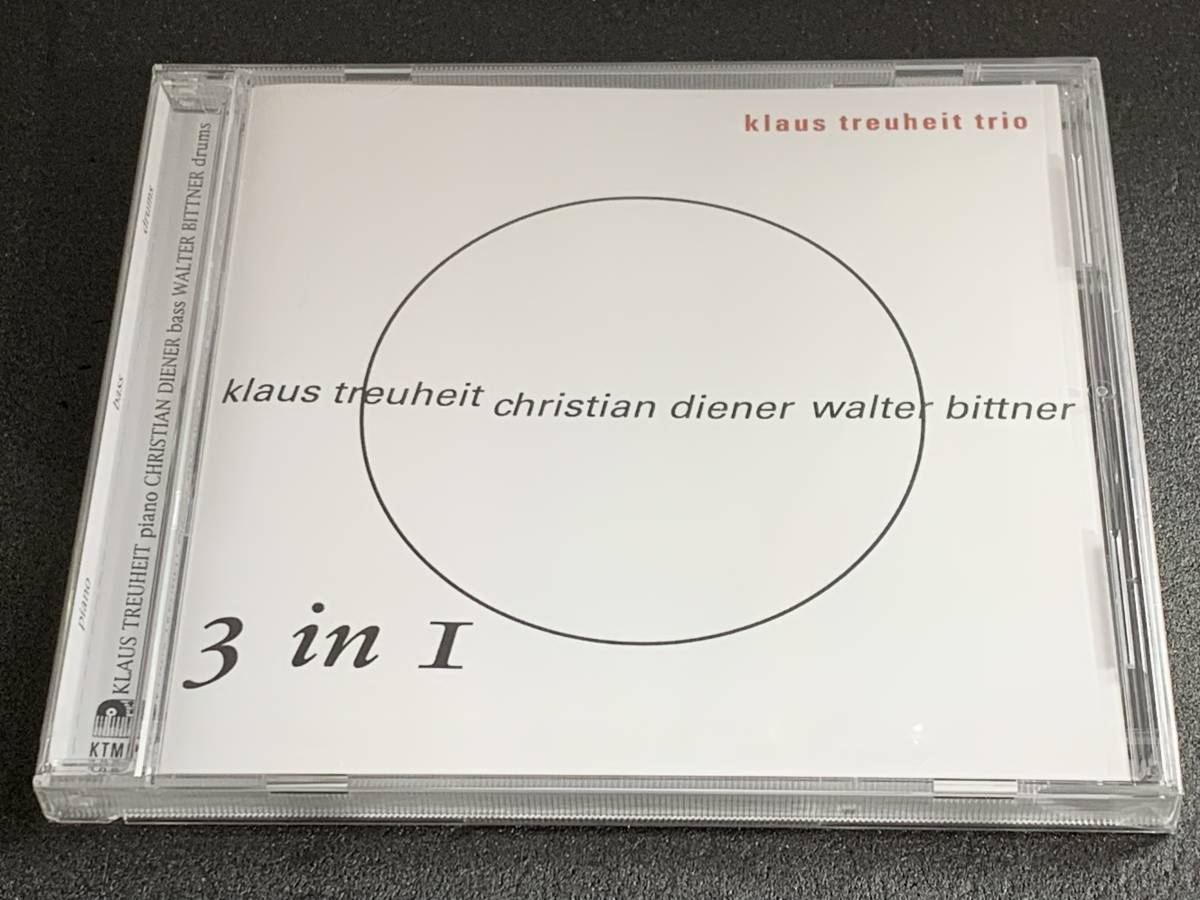 klaus treuheit trio
klaus treuheit christian diener walter bittner
3 in 1
KLAUS TREUHEIT piano CHRISTIAN DIENER bass WALTER BITTNER drums
piano
bass
drums
KTM